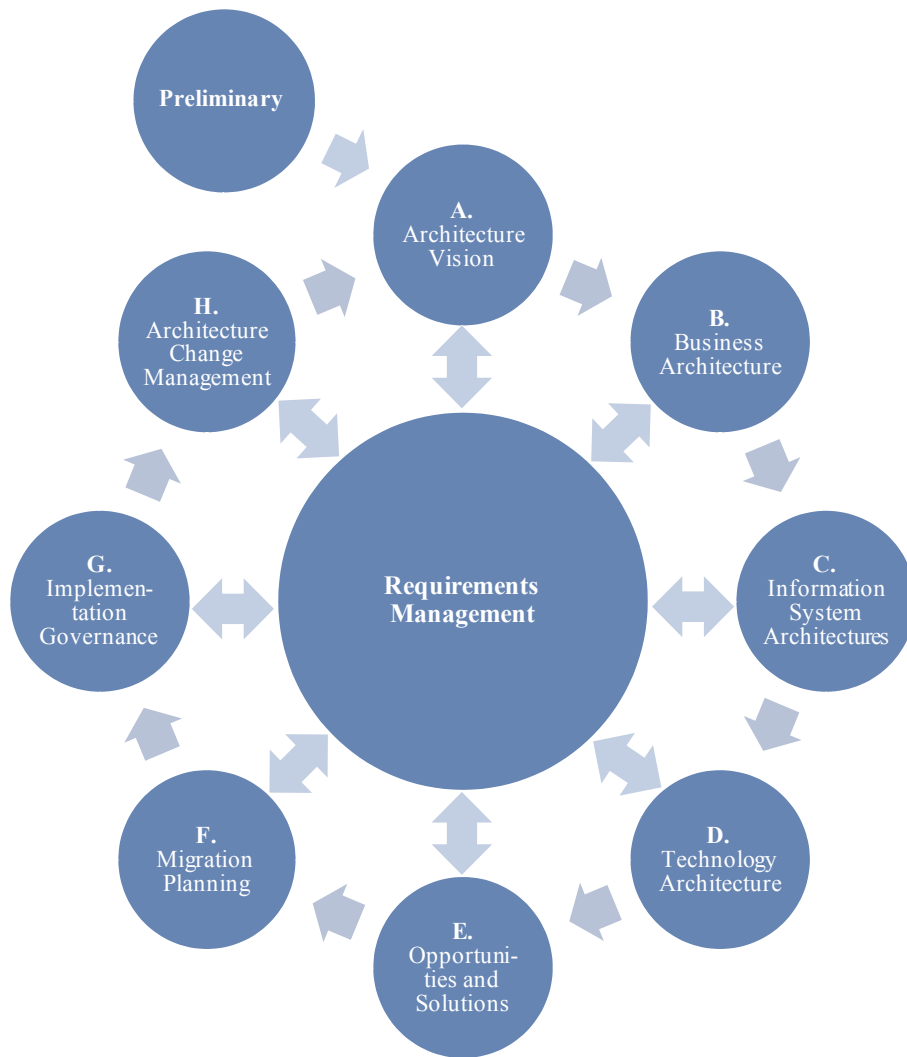 Preliminary
A.
Architecture
Vision
B.
Business
Architecture
C.
Information
System
Architectures
D.
Technology
Architecture
E.
Opportuni-
ties and
Solutions
F.
Migration
Planning
G.
Implemen-
tation
Governance
H.
Architecture
Change
Management
Requirements
Management